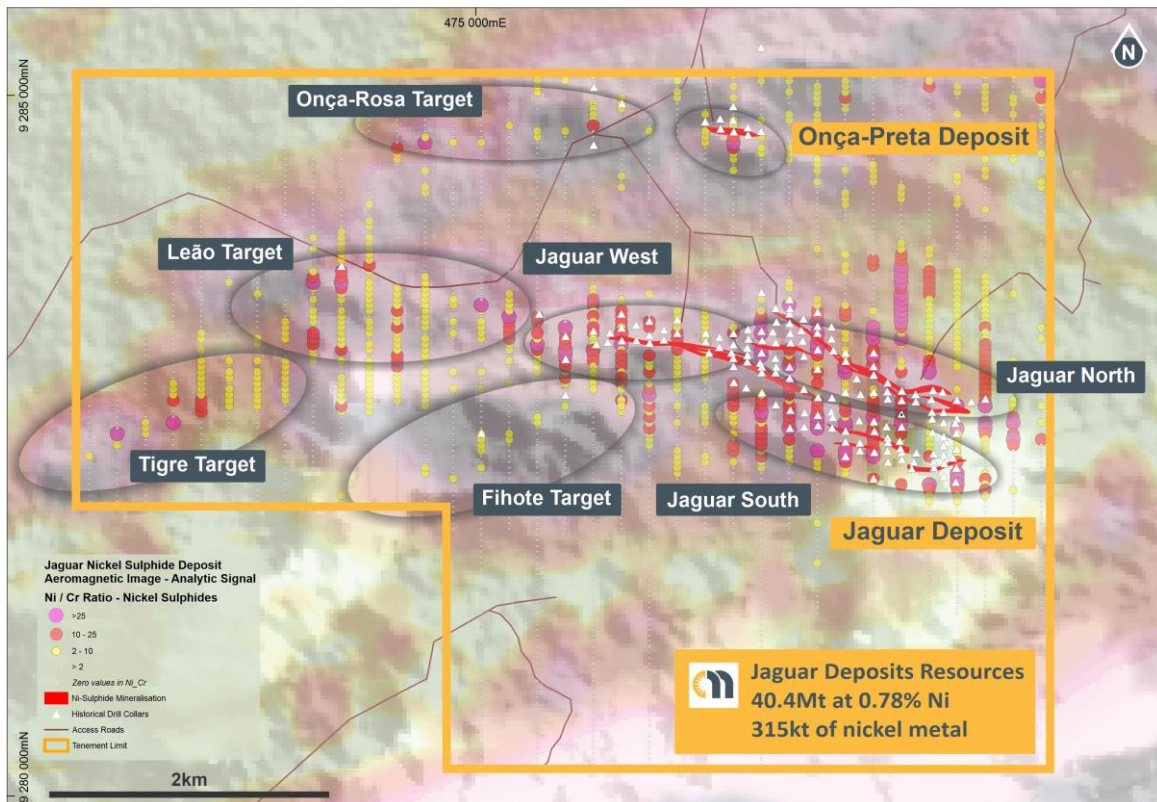 475 000mE
N
9 285 000mN
Onça-Rosa Target
Onça-Preta Deposit
Leão Target
Jaguar West
Jaguar North
Tigre Target
Fihote Target
Jaguar South
Jaguar Deposit
Jaguar Nickel Sulphide Deposit
Aeromagnetic Image - Analytic Signal
Ni / Cr Ratio - Nickel Sulphides
>25
10 - 25
2 - 10
> 2
Zero values in Ni_Cr
Ni-Sulphide Mineralisation
Historical Drill Collars
Access Roads
Tenement Limit
Jaguar Deposits Resources
40.4Mt at 0.78% Ni
315kt of nickel metal
2km
9 280 000mN